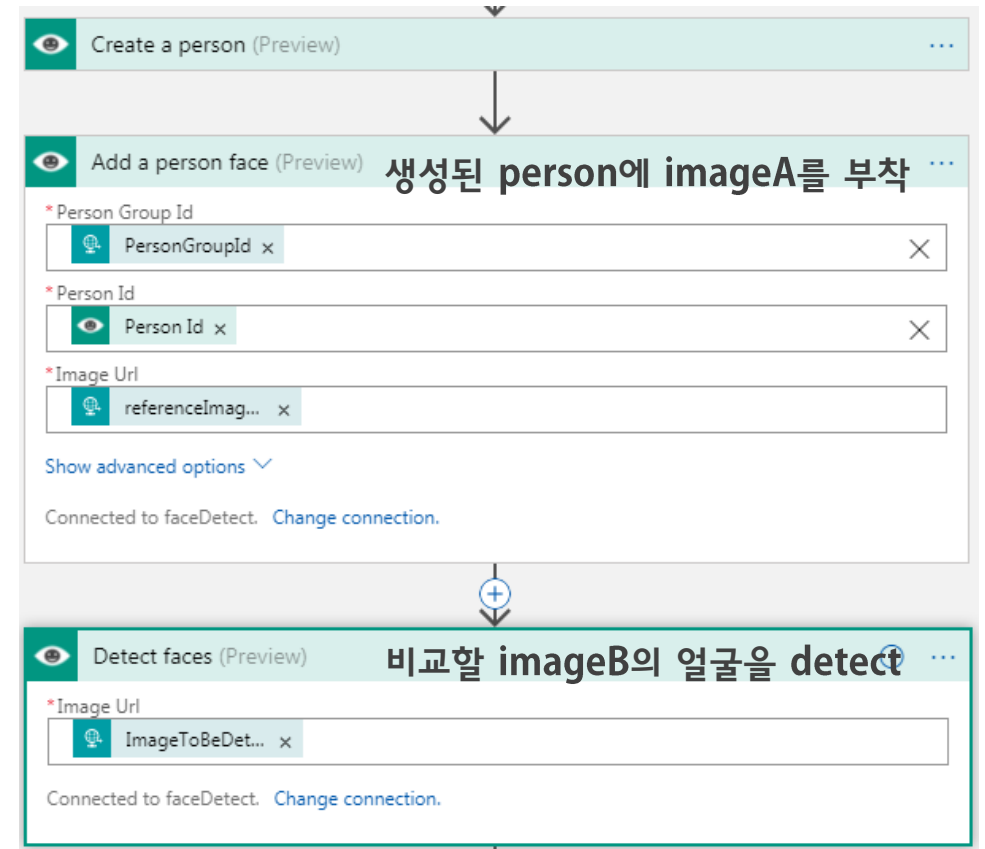 Create a person (Preview)
Add a person face (Preview)
생성된 person에 imageA를 부착
* Person Group Id
PersonGroupId ×
* Person Id
Person Id ×
* Image Url
referenceImag... ×
Show advanced options
Connected to faceDetect. Change connection.
Detect faces (Preview)
비교할 imageB의 얼굴을 detect
* Image Url
ImageToBeDet... ×
Connected to faceDetect. Change connection.